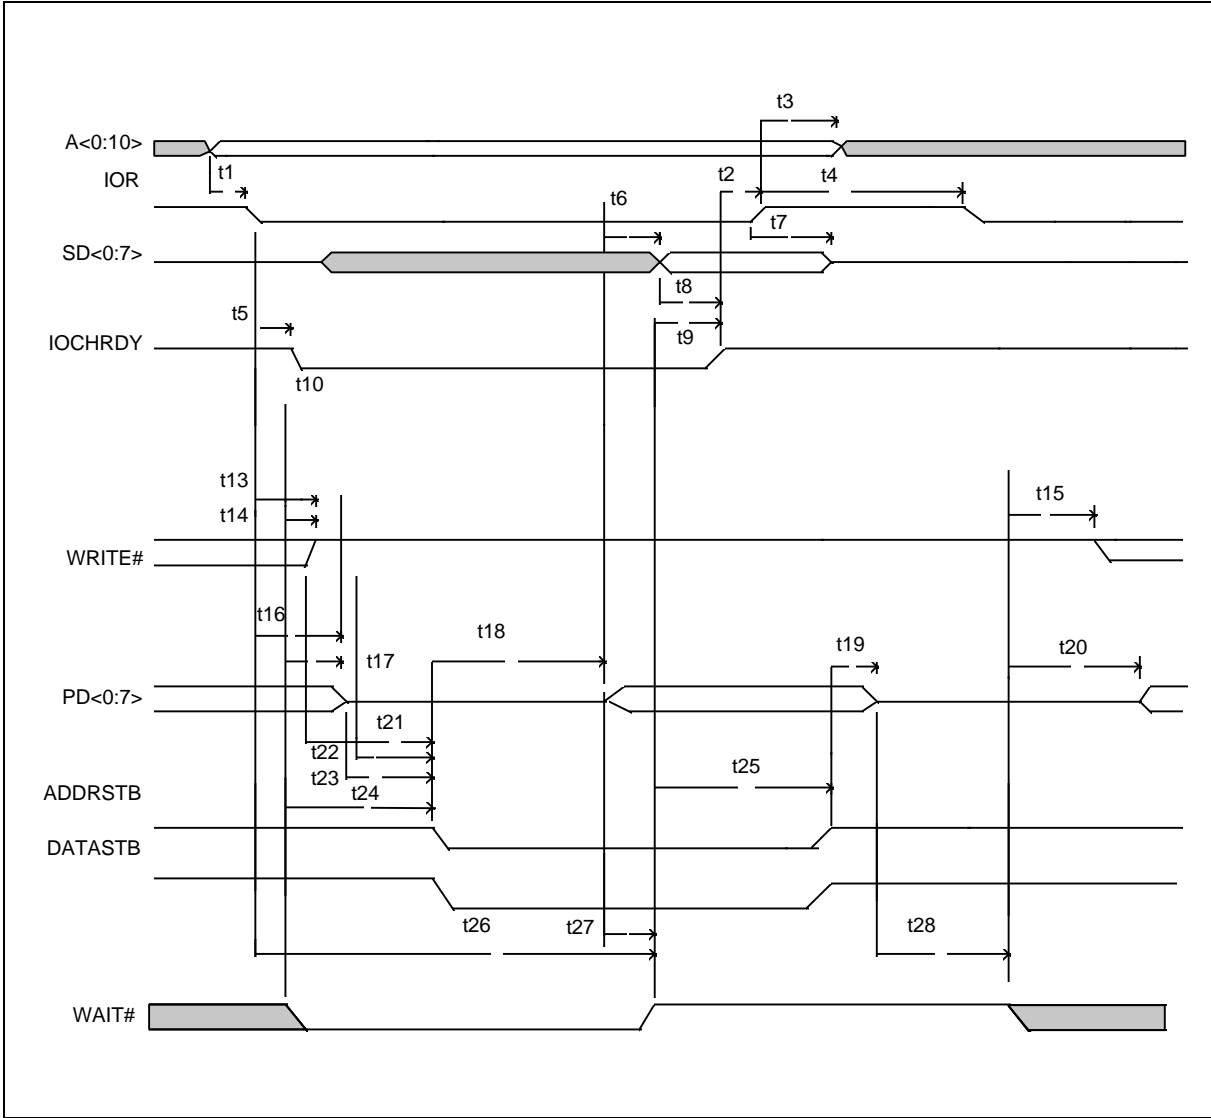 t3
A<0:10>
t1
t2
t4
IOR
t6
t7
SD<0:7>
t8
t5
t9
IOCHRDY
t10
t13
t15
t14
WRITE#
t16
t18
t19
t20
t17
PD<0:7>
t21
t22
t23
t25
ADDRSTB
t24
DATASTB
t26
t27
t28
WAIT#